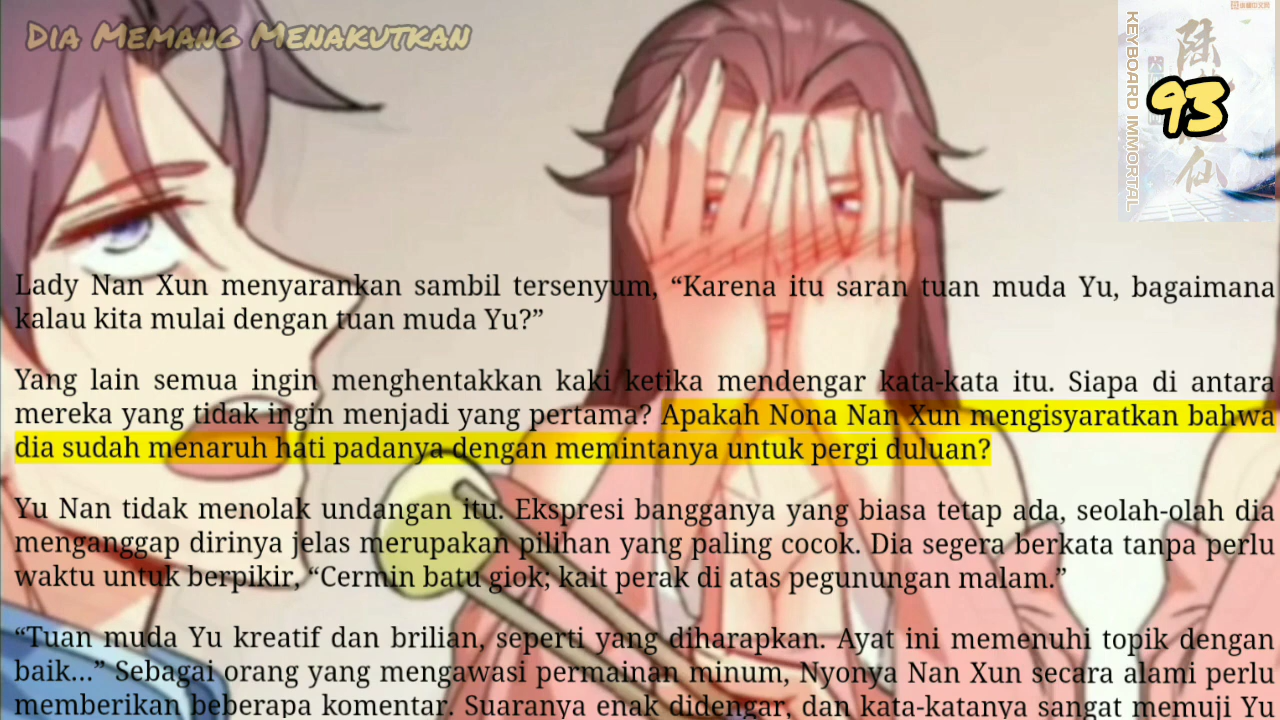 Dia Memang Menakutkan
KEYBOARD IMMORTAL
93
Lady Nan Xun menyarankan sambil tersenyum, “Karena itu saran tuan muda Yu, bagaimana
kalau kita mulai dengan tuan muda Yu?”
Yang lain semua ingin menghentakkan kaki ketika mendengar kata-kata itu. Siapa di antara
mereka yang tidak ingin menjadi yang pertama? Apakah Nona Nan Xun mengisyaratkan bahwa
dia sudah menaruh hati padanya dengan memintanya untuk pergi duluan?
Yu Nan tidak menolak undangan itu. Ekspresi bangganya yang biasa tetap ada, seolah-olah dia
menganggap dirinya jelas merupakan pilihan yang paling cocok. Dia segera berkata tanpa perlu
waktu untuk berpikir, “Cermin batu giok; kait perak di atas pegunungan malam.”
“Tuan muda Yu kreatif dan brilian, seperti yang diharapkan. Ayat ini memenuhi topik dengan
baik...” Sebagai orang yang mengawasi permainan minum, Nyonya Nan Xun secara alami perlu
memberikan beberapa komentar. Suaranya enak didengar, dan kata-katanya sangat memuji Yu